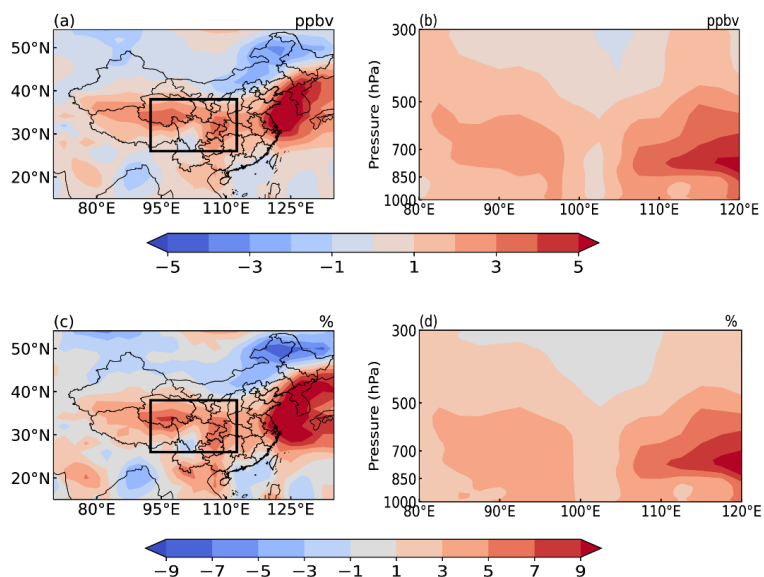 (a) ppbv
50°N
40°N
30°N
20°N
80°E 95°E 110°E 125°E
(b) ppbv
Pressure (hPa)
300
500
700
850
1000
80°E 90°E 100°E 110°E 120°E
−5 −3 −1 1 3 5
(c) %
50°N
40°N
30°N
20°N
80°E 95°E 110°E 125°E
(d) %
Pressure (hPa)
300
500
700
850
1000
80°E 90°E 100°E 110°E 120°E
−9 −7 −5 −3 −1 1 3 5 7 9